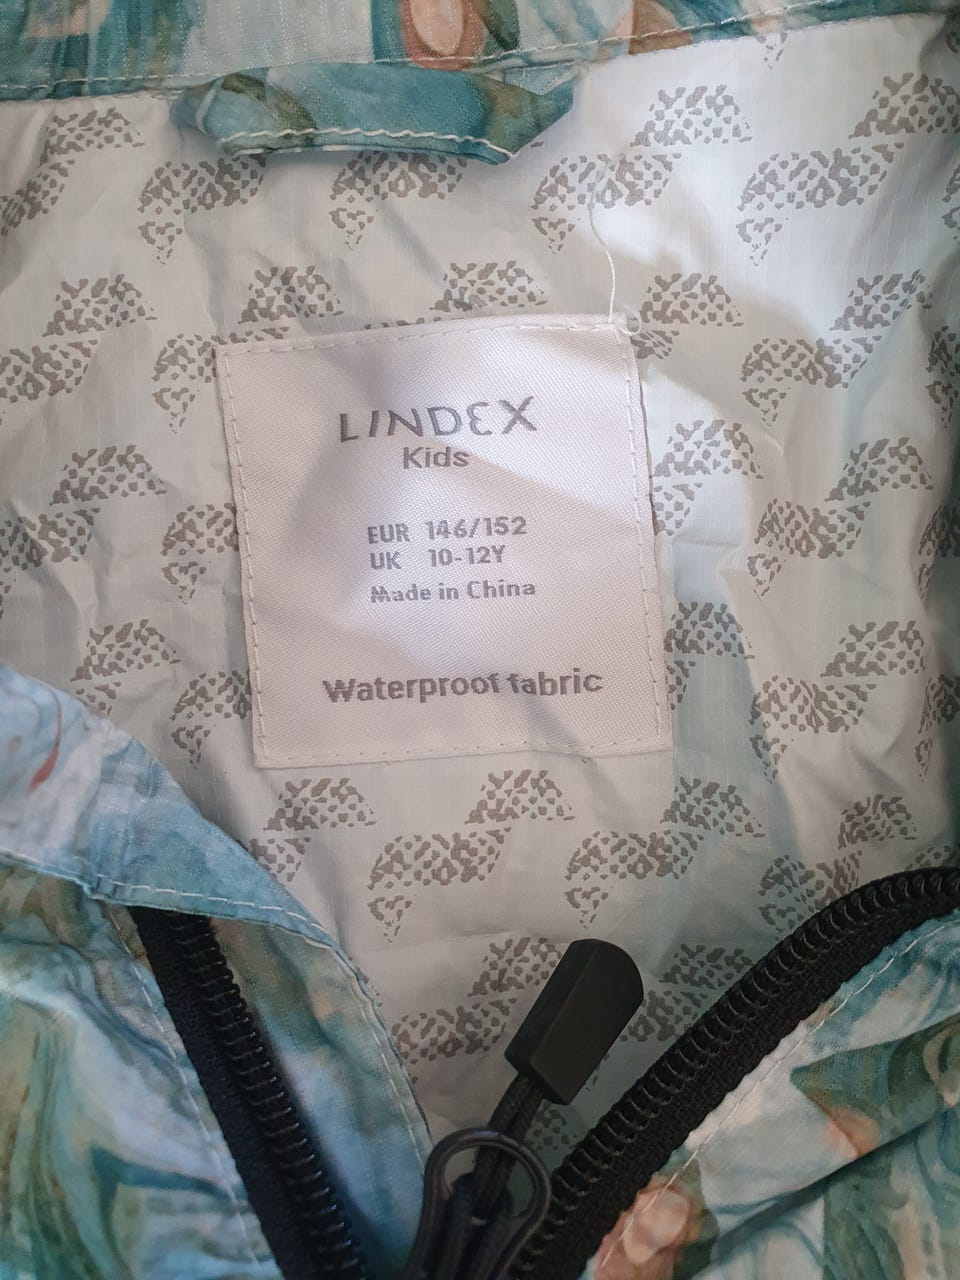 LINDEX
Kids
EUR 146/152
UK 10-12Y
Made in China
Waterproof fabric